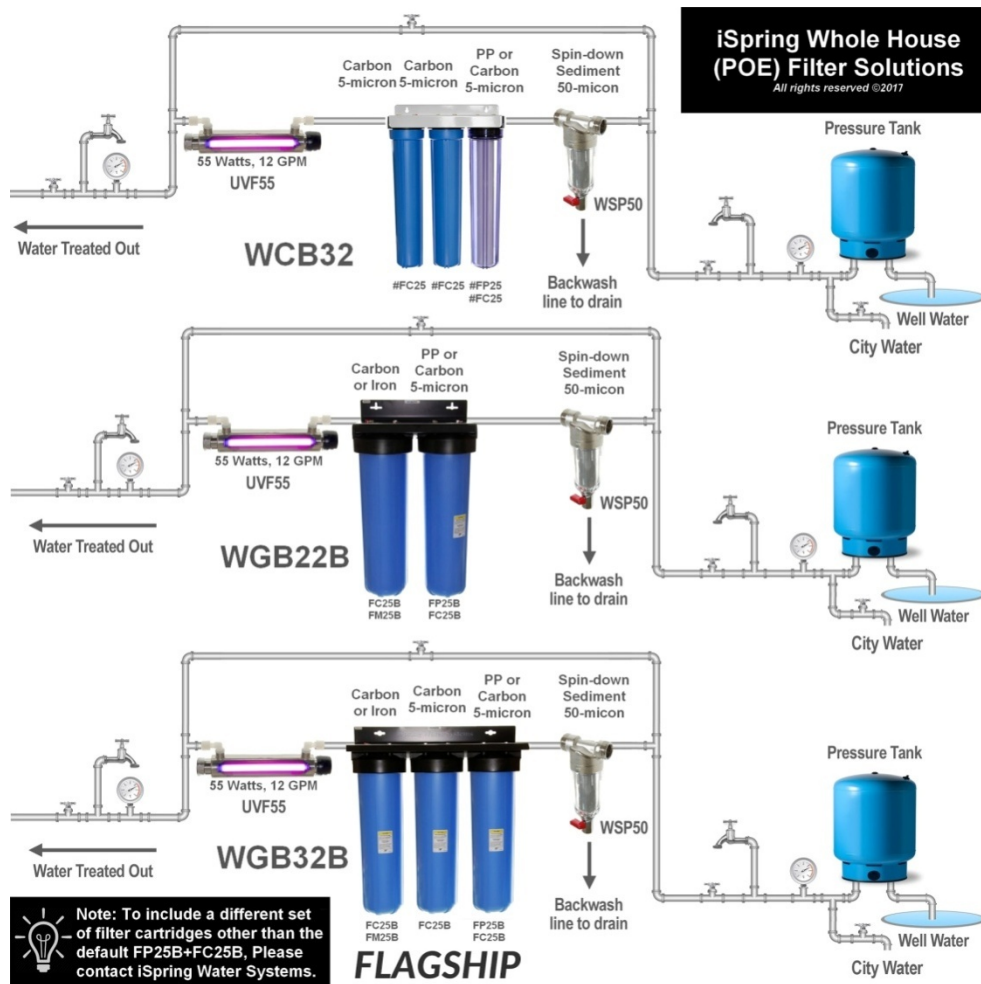 iSpring Whole House
(POE) Filter Solutions
All rights reserved ©2017
Carbon
5-micron
Carbon
5-micron
PP or
Carbon
5-micron
Spin-down
Sediment
50-micon
Pressure Tank
55 Watts, 12 GPM
UVF55
WSP50
Water Treated Out
WCB32
#FC25
#FC25
#FP25
#FC25
Backwash
line to drain
Well Water
City Water
Carbon
or Iron
PP or
Carbon
5-micron
Spin-down
Sediment
50-micon
Pressure Tank
55 Watts, 12 GPM
UVF55
WSP50
Water Treated Out
WGB22B
FC25B
FM25B
FP25B
FC25B
Backwash
line to drain
Well Water
City Water
Carbon
or Iron
Carbon
5-micron
PP or
Carbon
5-micron
Spin-down
Sediment
50-micon
Pressure Tank
55 Watts, 12 GPM
UVF55
WSP50
Water Treated Out
WGB32B
FC25B
FM25B
FC25B
FP25B
FC25B
Backwash
line to drain
Well Water
City Water
Note: To include a different set
of filter cartridges other than the
default FP25B+FC25B, Please
contact iSpring Water Systems.
FLAGSHIP